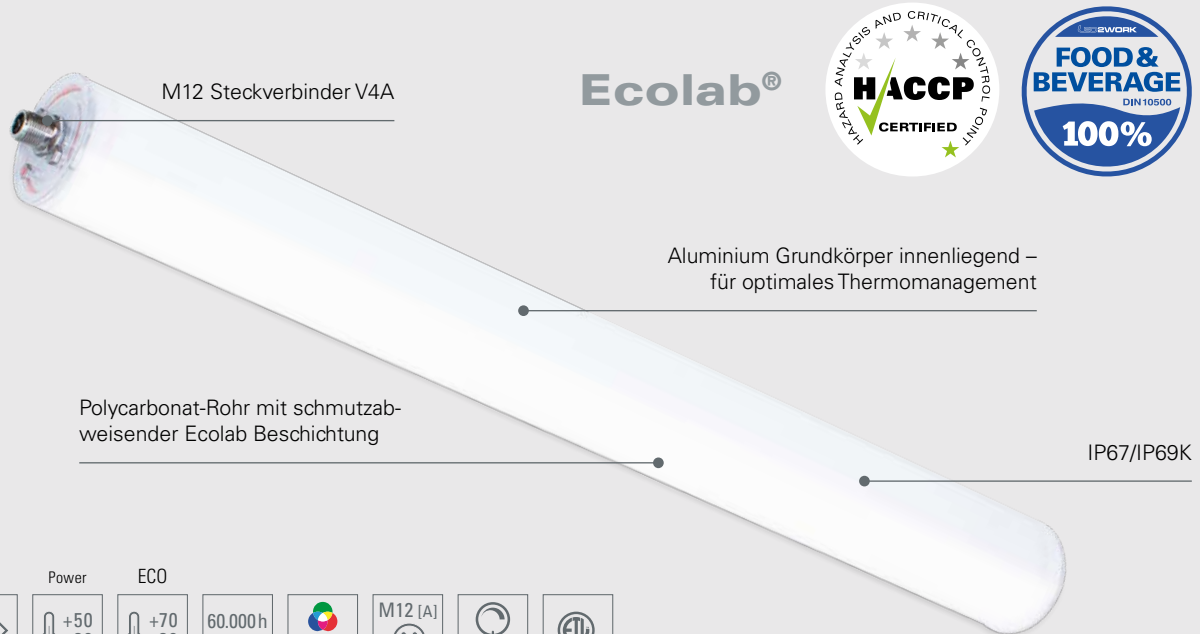 M12 Steckverbinder V4A
Ecolab®
HAZARD ANALYSIS AND CRITICAL CONTROL POINT
HACCP
CERTIFIED
LED2WORK
FOOD &
BEVERAGE
DIN 10500
100%
Aluminium Grundkörper innenliegend –
für optimales Thermomanagement
Polycarbonat-Rohr mit schmutzab-
weisender Ecolab Beschichtung
IP67/IP69K
Power
ECO
+50
+70
60.000 h
M12 [A]
ETL